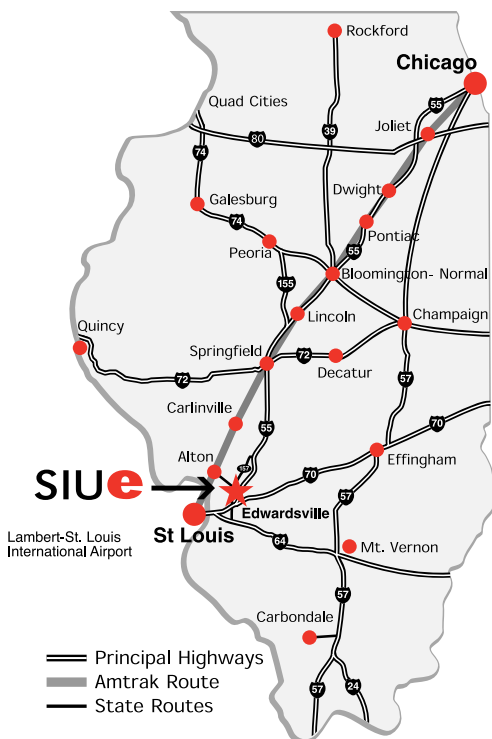 Rockford
Chicago
55
Quad Cities
39
Joliet
80
74
Dwight
Galesburg
74
Pontiac
Peoria
55
Bloomington- Normal
155
Lincoln
Champaign
Quincy
Springfield
72
Decatur
72
57
Carlinville
55
70
Alton
157
Effingham
70
SIUe
57
Edwardsville
St Louis
Lambert-St. Louis
International Airport
64
Mt. Vernon
57
Carbondale
Principal Highways
57
24
Amtrak Route
State Routes